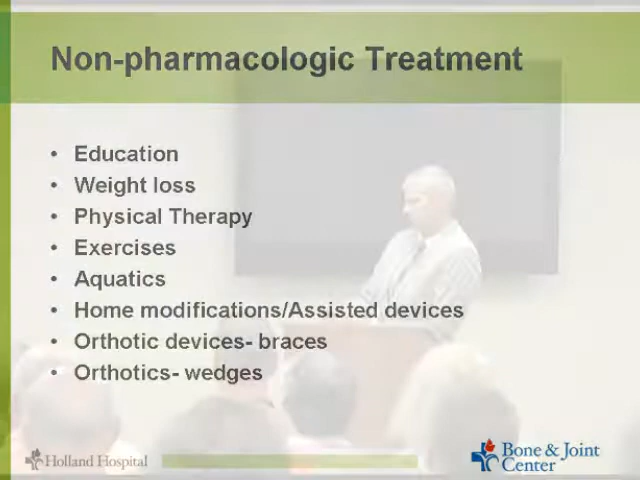 Non-pharmacologic Treatment
• Education
• Weight loss
• Physical Therapy
• Exercises
• Aquatics
• Home modifications/Assisted devices
• Orthotic devices- braces
• Orthotics- wedges
Holland Hospital
Bone & Joint
Center